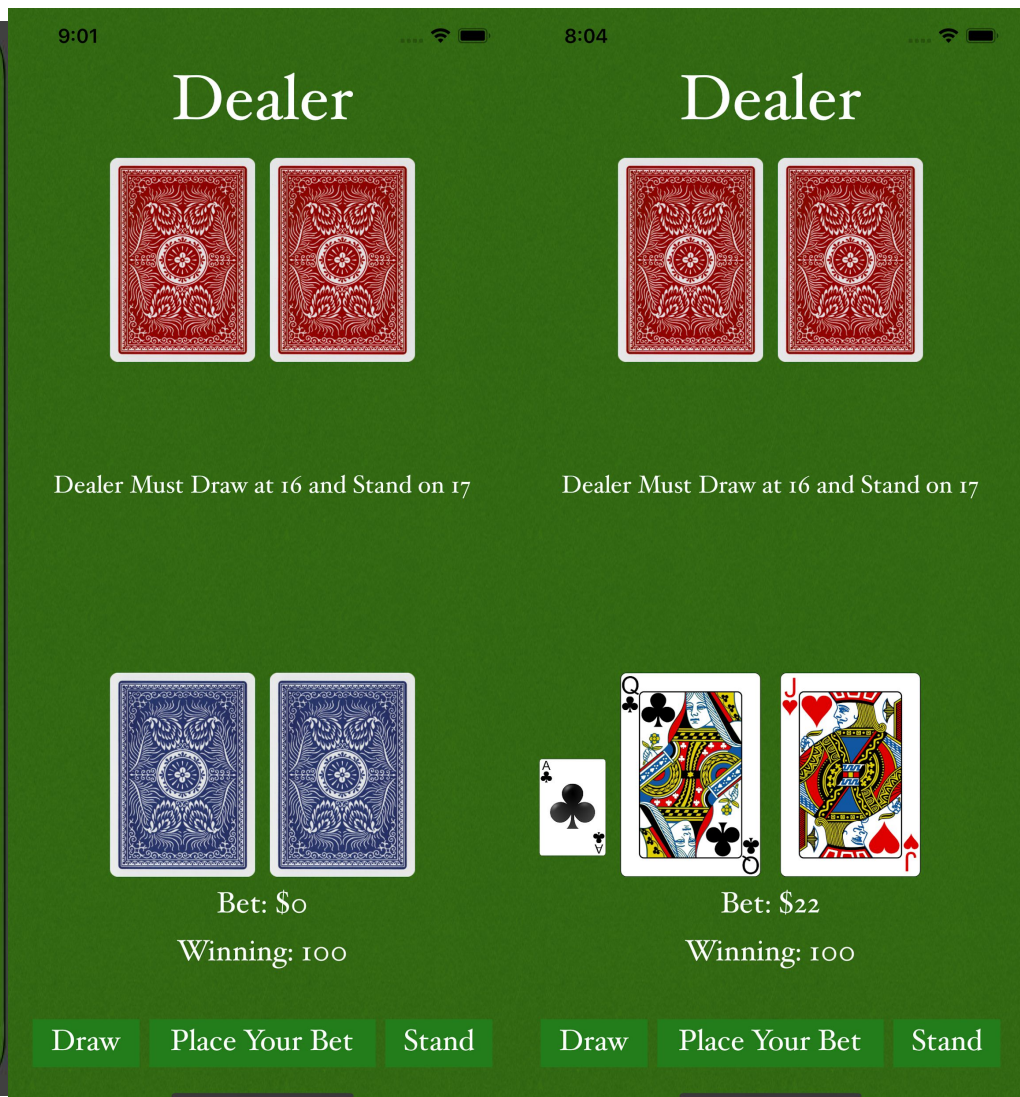 9:01
Dealer
Dealer Must Draw at 16 and Stand on 17
Bet: $0
Winning: 100
Draw
Place Your Bet
Stand
8:04
Dealer
Dealer Must Draw at 16 and Stand on 17
A
A
Q
Q
J
J
Bet: $22
Winning: 100
Draw
Place Your Bet
Stand